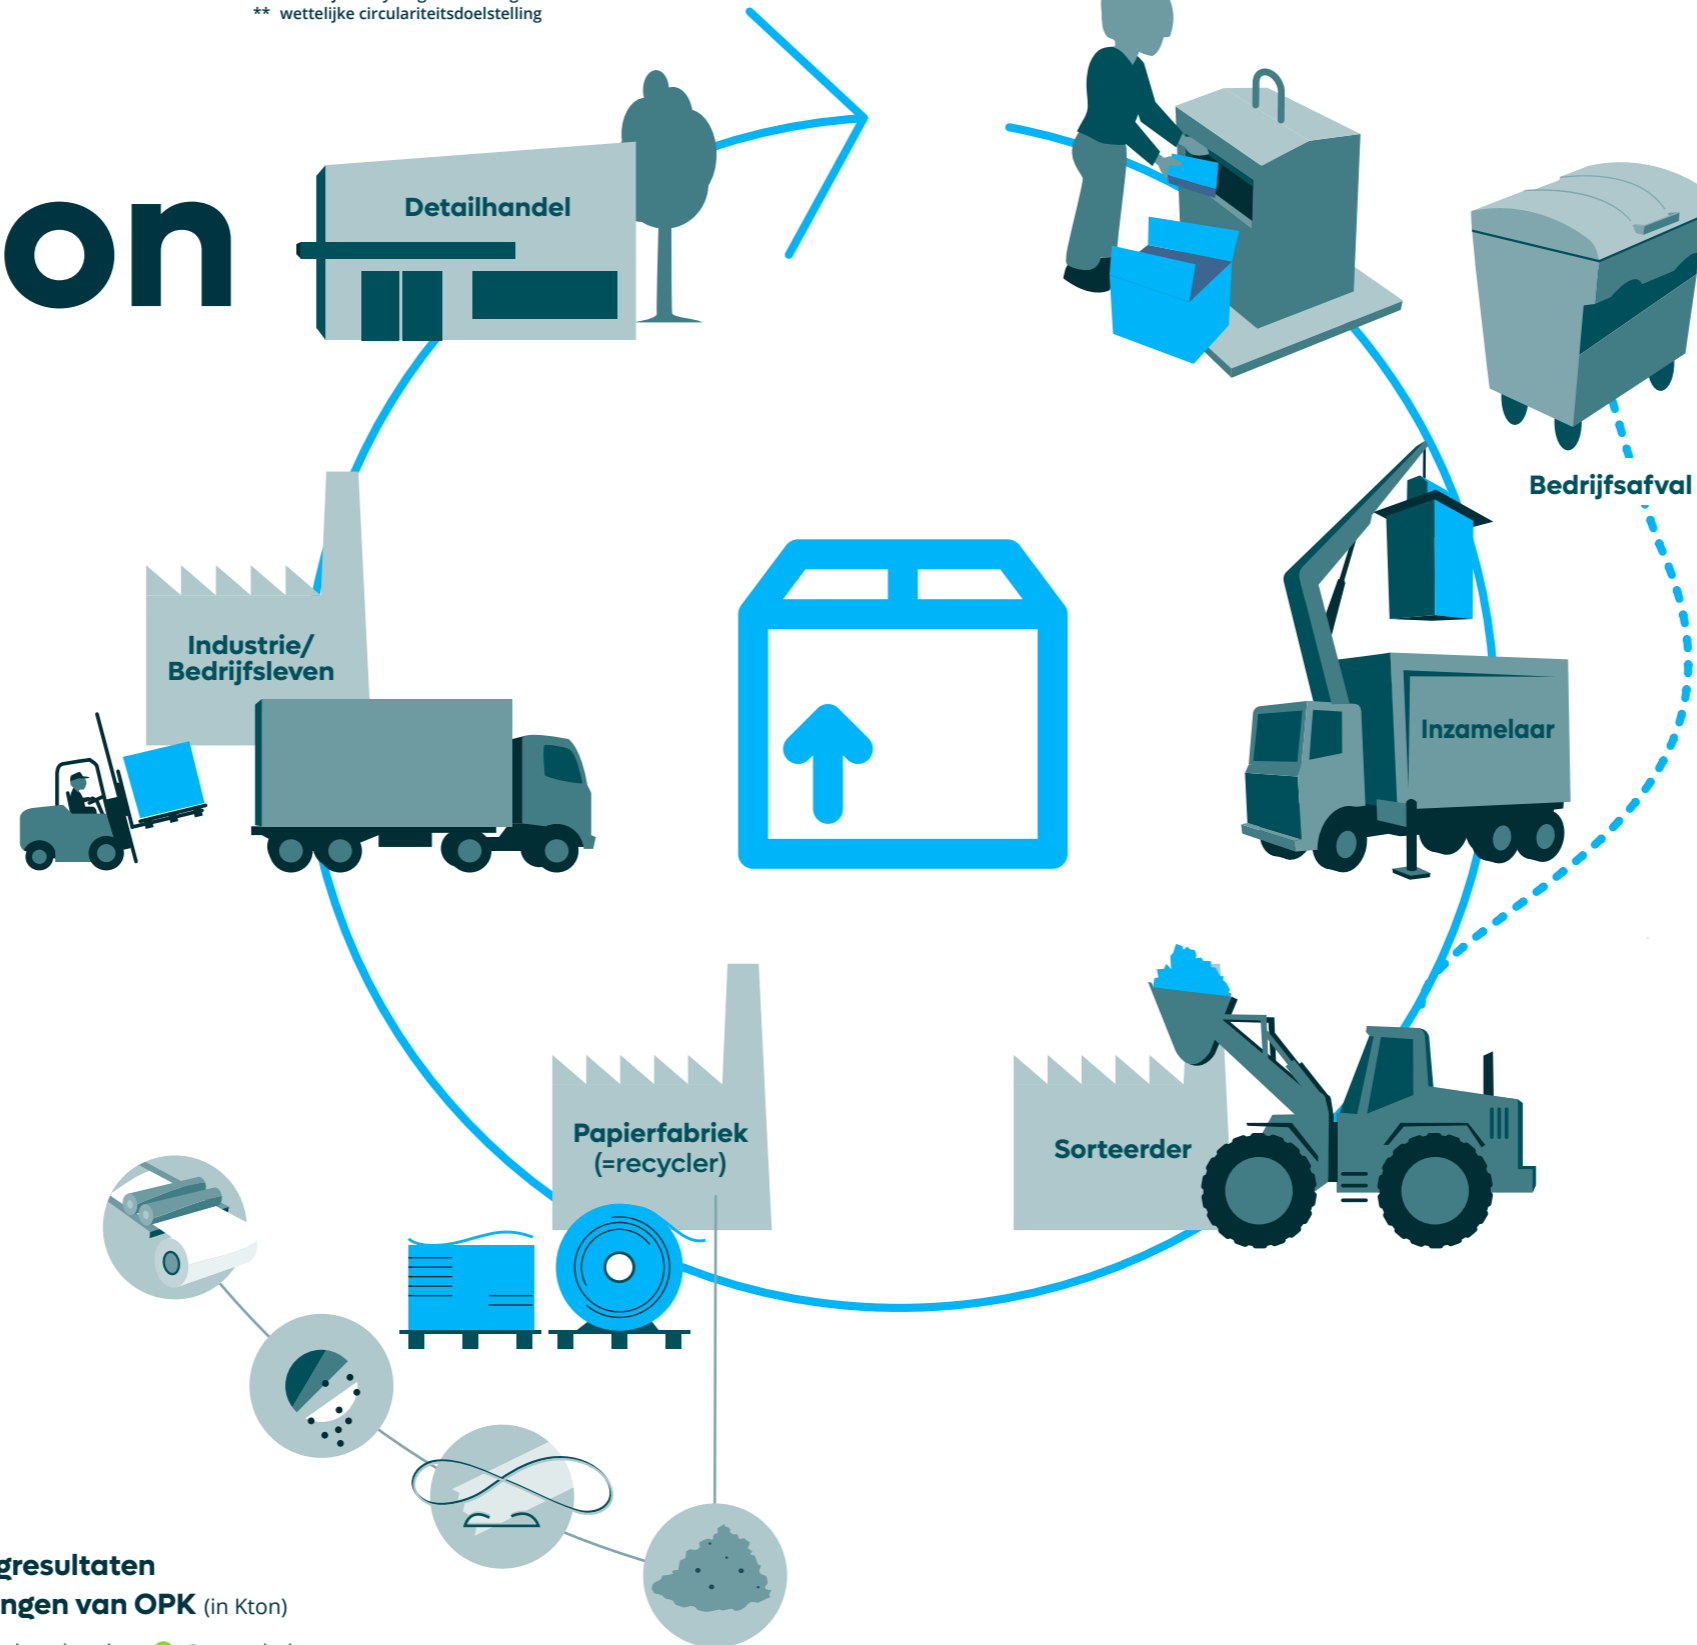 ** wettelijke circulariteitsdoelstelling
on
Detailhandel
Bedrijfsafval
Industrie/
Bedrijfsleven
Inzamelaar
Papierfabriek
(=recycler)
Sorteerder
gresultaten
ngen van OPK (in Kton)